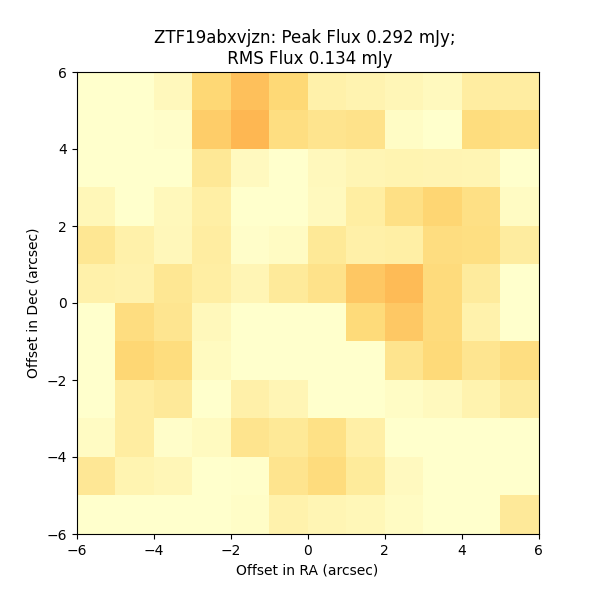 ZTF19abxvjzn: Peak Flux 0.292 mJy;
RMS Flux 0.134 mJy
6
4
2
0
−2
−4
−6
Offset in Dec (arcsec)
−6 −4 −2 0 2 4 6
Offset in RA (arcsec)